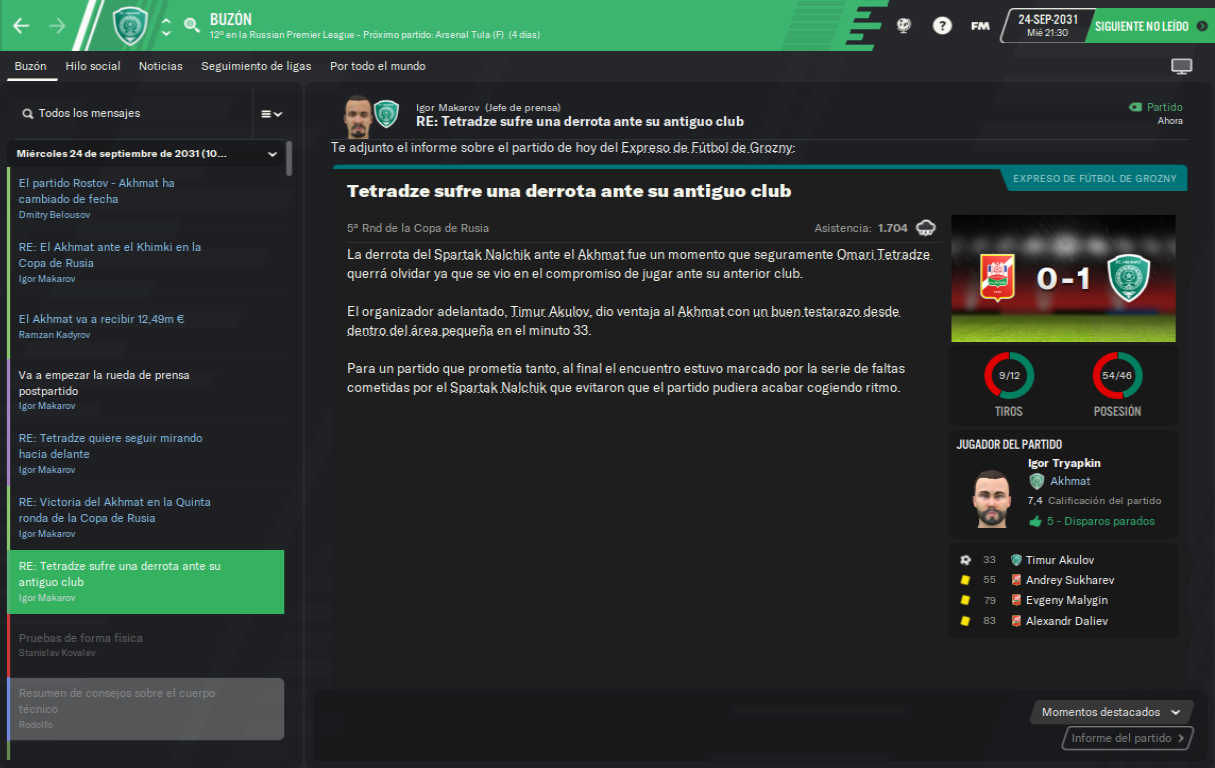 BUZÓN
12º en la Russian Premier League - Próximo partido: Arsenal Tula (F) (4 días)
FM
24-SEP-2031
Mié 21:30
SIGUIENTE NO LEÍDO
Buzón
Hilo social
Noticias
Seguimiento de ligas
Por todo el mundo
Todos los mensajes
Miércoles 24 de septiembre de 2031 (10...
El partido Rostov - Akhmat ha
cambiado de fecha
Dmitry Belousov
RE: El Akhmat ante el Khimki en la
Copa de Rusia
Igor Makarov
El Akhmat va a recibir 12,49m €
Ramzan Kadyrov
Va a empezar la rueda de prensa
postpartido
Igor Makarov
RE: Tetradze quiere seguir mirando
hacia delante
Igor Makarov
RE: Victoria del Akhmat en la Quinta
ronda de la Copa de Rusia
Igor Makarov
RE: Tetradze sufre una derrota ante su
antiguo club
Igor Makarov
Pruebas de forma física
Stanislav Kovalev
Resumen de consejos sobre el cuerpo
técnico
Rodolfo
Igor Makarov (Jefe de prensa)
RE: Tetradze sufre una derrota ante su antiguo club
Partido
Ahora
Te adjunto el informe sobre el partido de hoy del Expreso de Fútbol de Grozny:
EXPRESO DE FÚTBOL DE GROZNY
Tetradze sufre una derrota ante su antiguo club
5ª Rnd de la Copa de Rusia
Asistencia: 1.704
La derrota del Spartak Nalchik ante el Akhmat fue un momento que seguramente Omari Tetradze
querrá olvidar ya que se vio en el compromiso de jugar ante su anterior club.
El organizador adelantado, Timur Akulov, dio ventaja al Akhmat con un buen testarazo desde
dentro del área pequeña en el minuto 33.
Para un partido que prometía tanto, al final el encuentro estuvo marcado por la serie de faltas
cometidas por el Spartak Nalchik que evitaron que el partido pudiera acabar cogiendo ritmo.
0 - 1
9/12
TIROS
54/46
POSESIÓN
JUGADOR DEL PARTIDO
Igor Tryapkin
Akhmat
7,4 Calificación del partido
5 - Disparos parados
33 Timur Akulov
55 Andrey Sukharev
79 Evgeny Malygin
83 Alexandr Daliev
Momentos destacados
Informe del partido